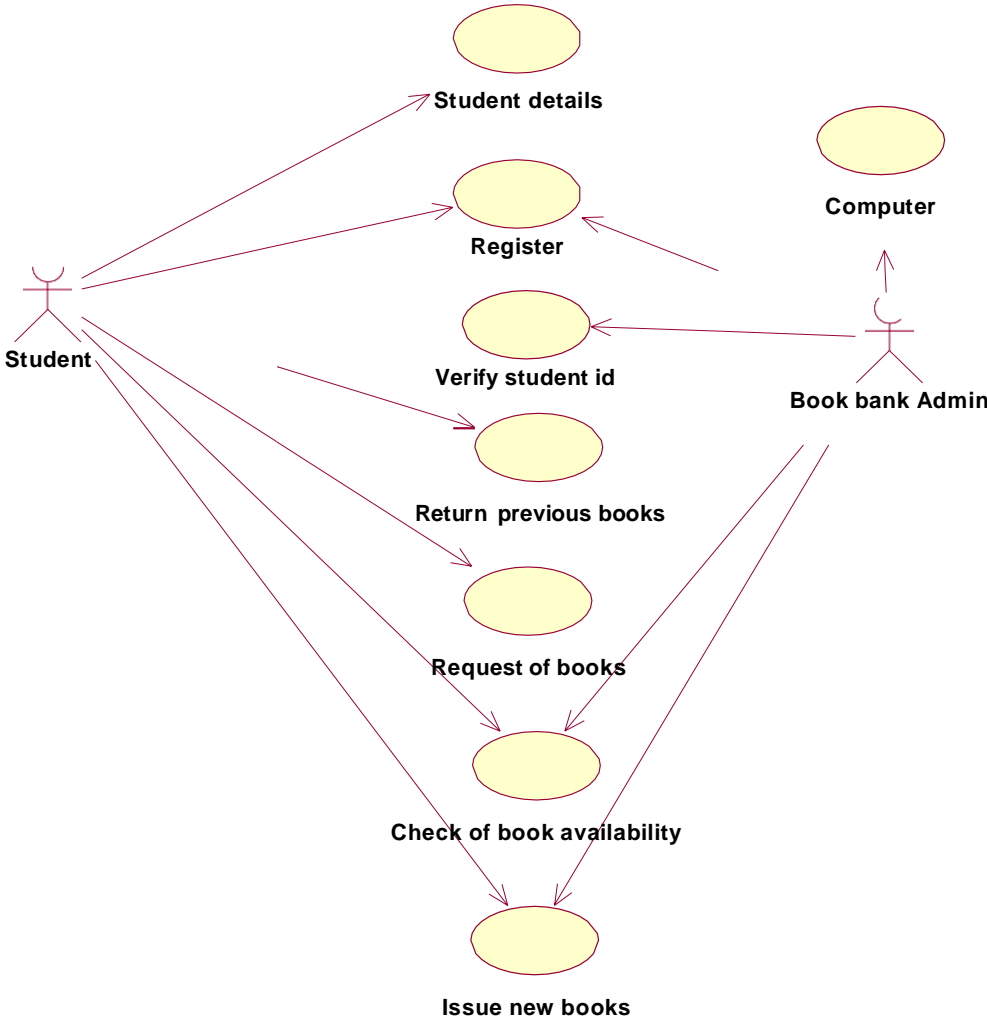 Student details
Computer
Register
Student
Verify student id
Book bank Admin
Return previous books
Request of books
Check of book availability
Issue new books